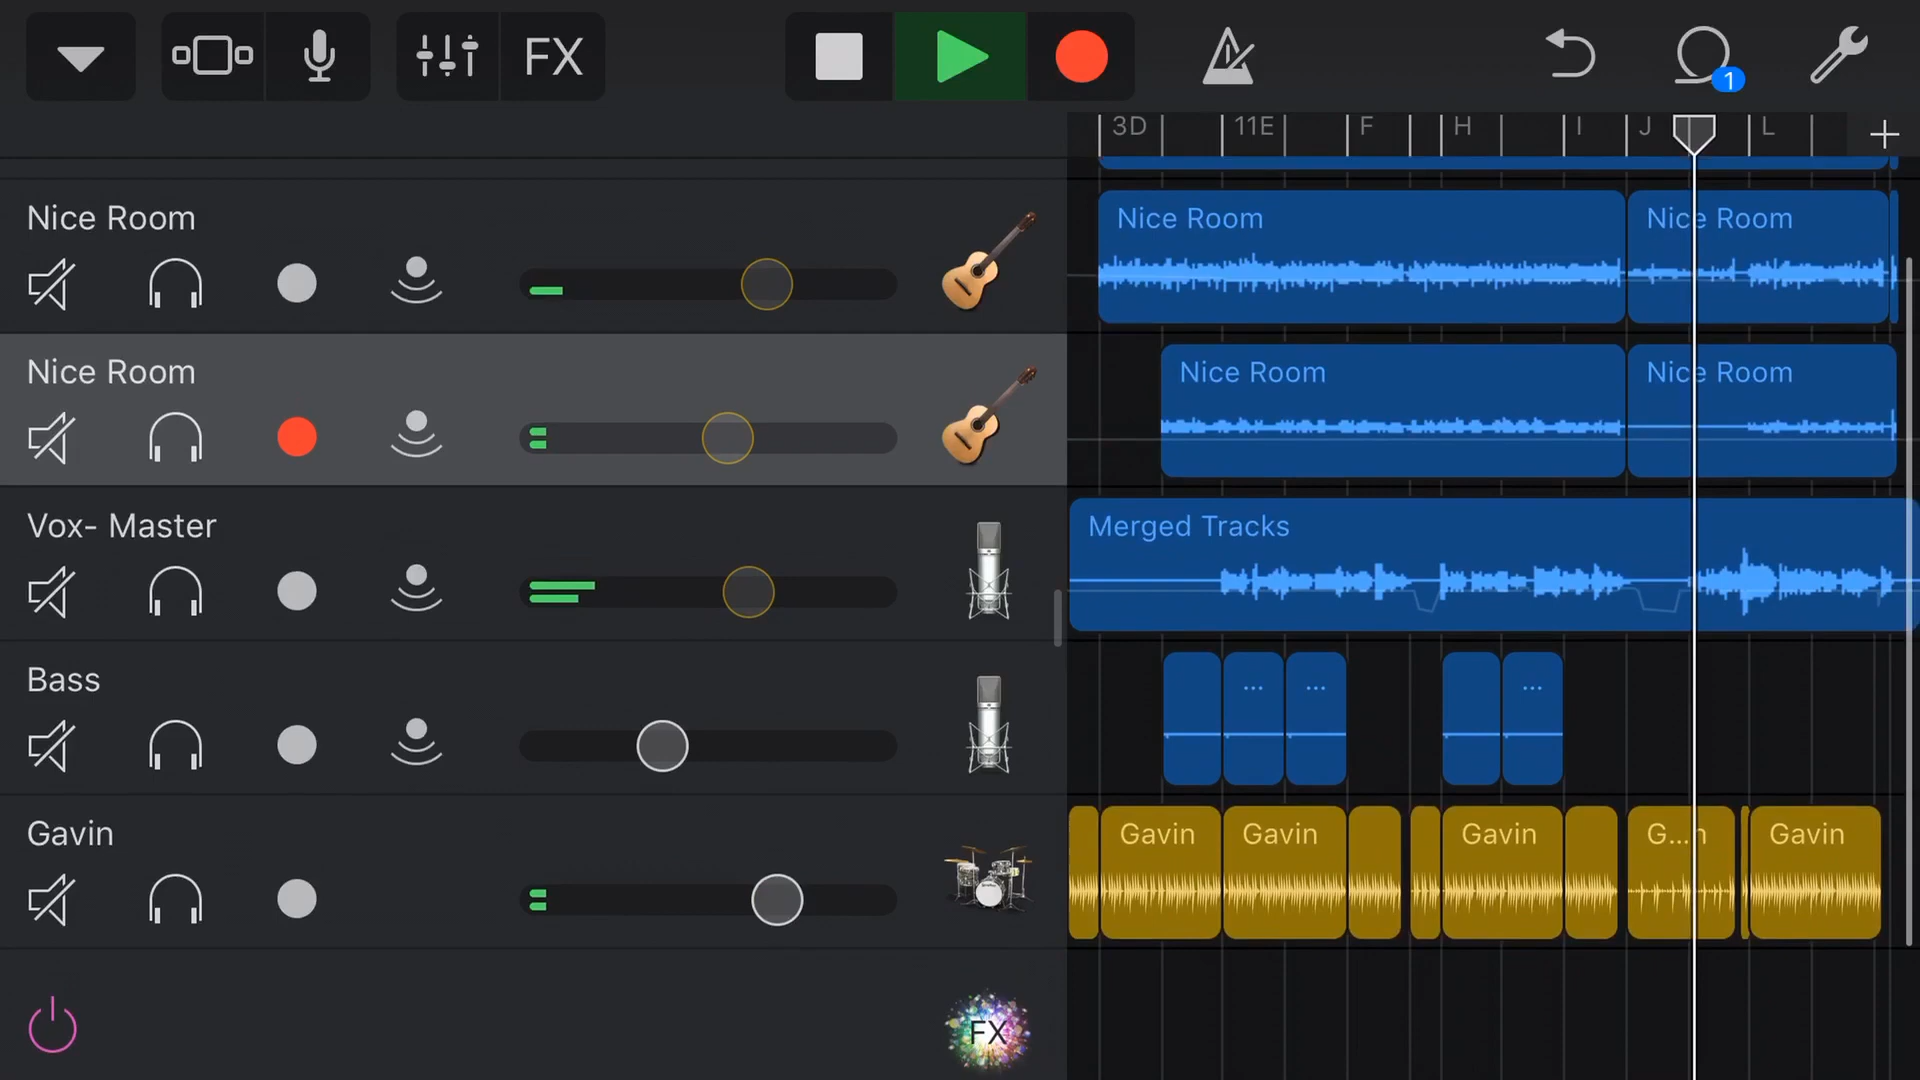 FX
1
3D 11E F H I J L
Nice Room
Nice Room Nice Room
Nice Room
Nice Room Nice Room
Vox- Master
Merged Tracks
Bass
... ... ...
Gavin
Gavin Gavin Gavin G...n Gavin
FX